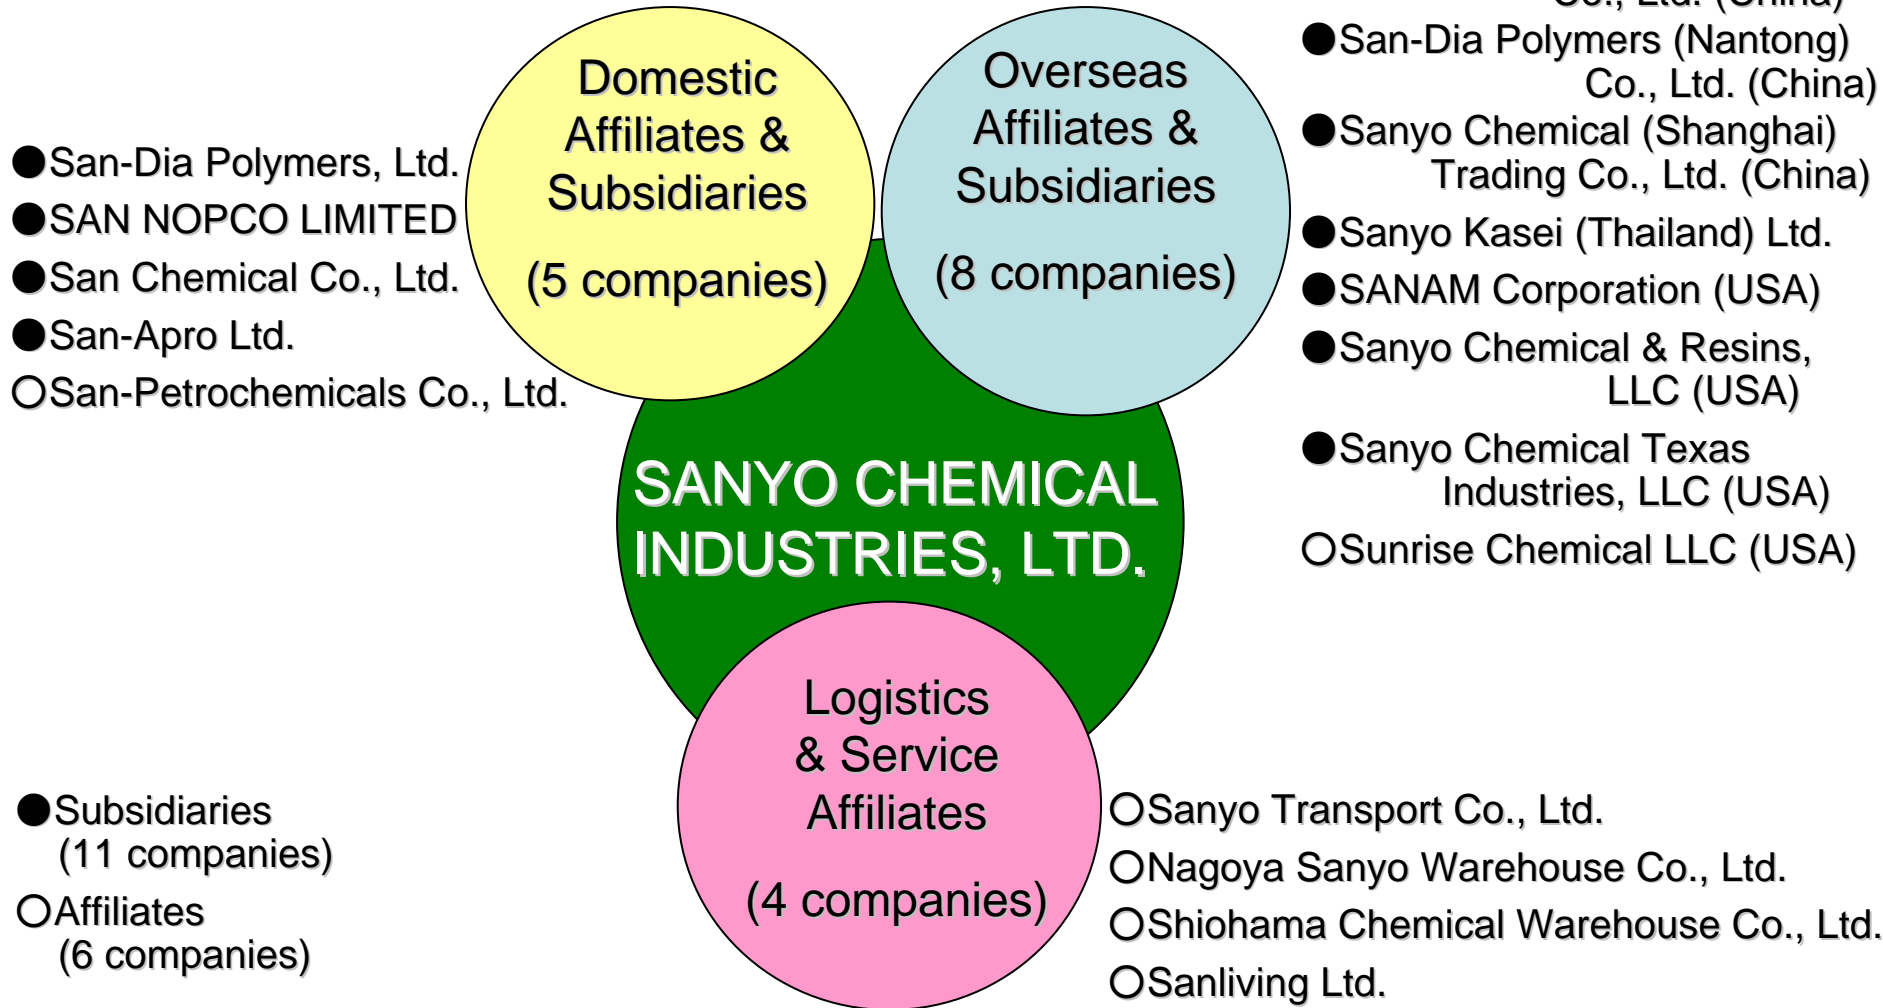 Domestic
Affiliates &
Subsidiaries
(5 companies)
Overseas
Affiliates &
Subsidiaries
(8 companies)
●San-Dia Polymers, Ltd.
●SAN NOPCO LIMITED
●San Chemical Co., Ltd.
●San-Apro Ltd.
○San-Petrochemicals Co., Ltd.
Co., Ltd. (China)
●San-Dia Polymers (Nantong)
Co., Ltd. (China)
●Sanyo Chemical (Shanghai)
Trading Co., Ltd. (China)
●Sanyo Kasei (Thailand) Ltd.
●SANAM Corporation (USA)
●Sanyo Chemical & Resins,
LLC (USA)
●Sanyo Chemical Texas
Industries, LLC (USA)
○Sunrise Chemical LLC (USA)
SANYO CHEMICAL
INDUSTRIES, LTD.
Logistics
& Service
Affiliates
(4 companies)
●Subsidiaries
(11 companies)
○Affiliates
(6 companies)
○Sanyo Transport Co., Ltd.
○Nagoya Sanyo Warehouse Co., Ltd.
○Shiohama Chemical Warehouse Co., Ltd.
○Sanliving Ltd.